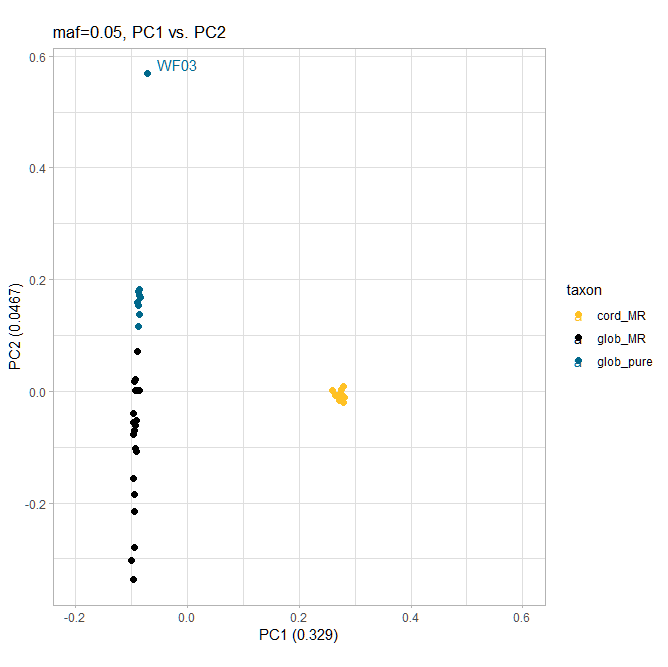 maf=0.05, PC1 vs. PC2
WF03
0.6
0.4
0.2
0.0
-0.2
PC2 (0.0467)
-0.2
0.0
0.2
0.4
0.6
PC1 (0.329)
taxon
a cord_MR
a glob_MR
a glob_pure